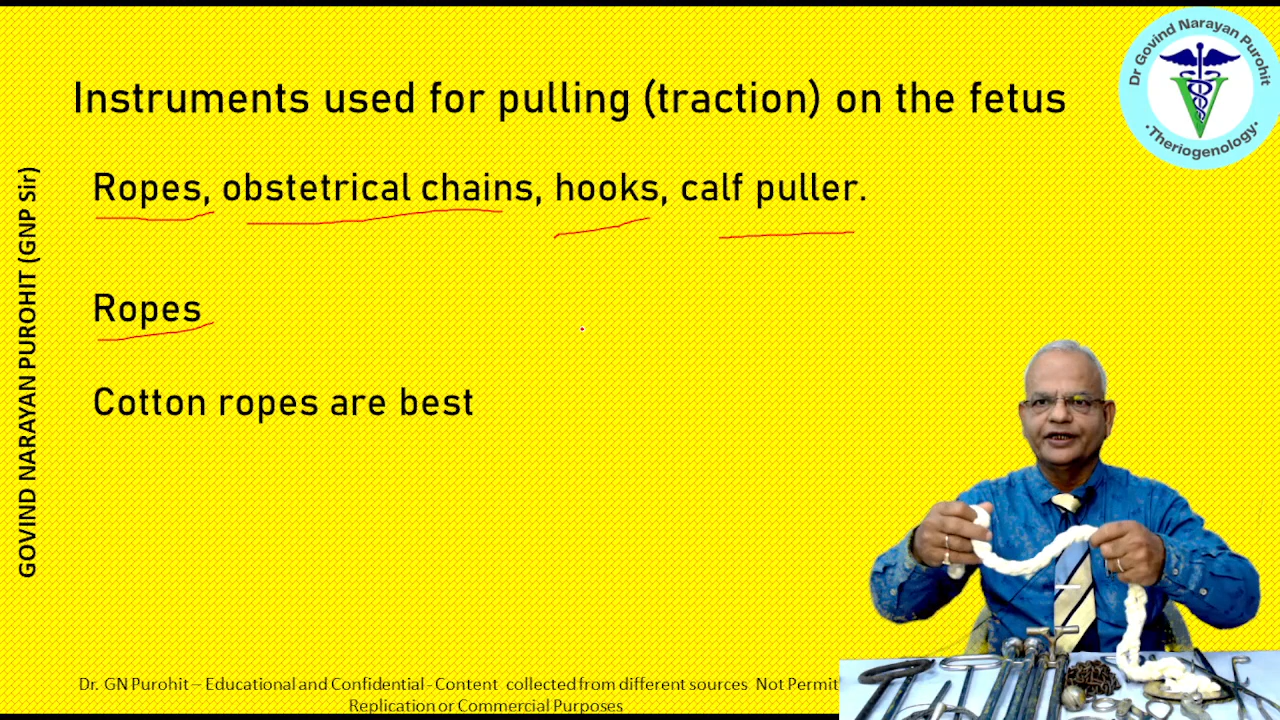 Instruments used for pulling (traction) on the fetus
Ropes, obstetrical chains, hooks, calf puller.
Ropes
Cotton ropes are best
GOVIND NARAYAN PUROHIT (GNP Sir)
Dr Govind Narayan Purohit
·Theriogenology·
V
Dr. GN Purohit – Educational and Confidential - Content collected from different sources Not Permit
Replication or Commercial Purposes